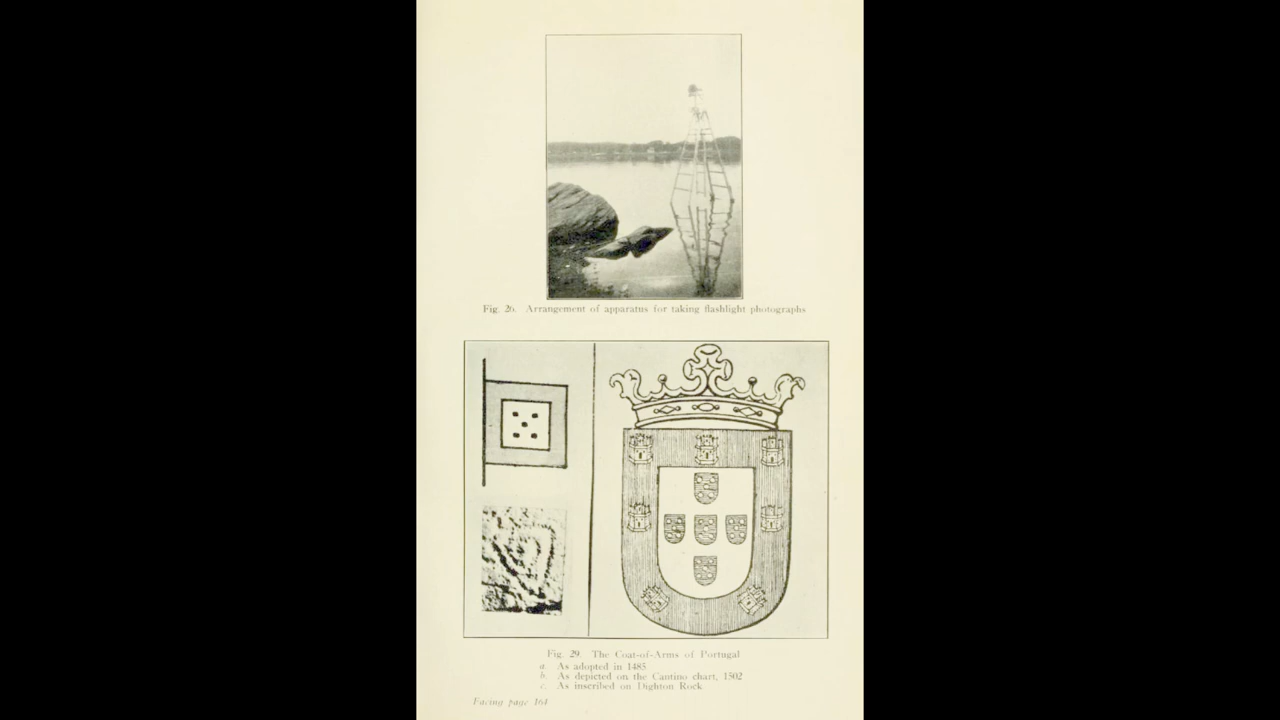 Fig. 26. Arrangement of apparatus for taking flashlight photographs
Fig. 29. The Coat-of-Arms of Portugal
a. As adopted in 1485
b. As depicted on the Cantino chart, 1502
c. As inscribed on Dighton Rock
Facing page 164